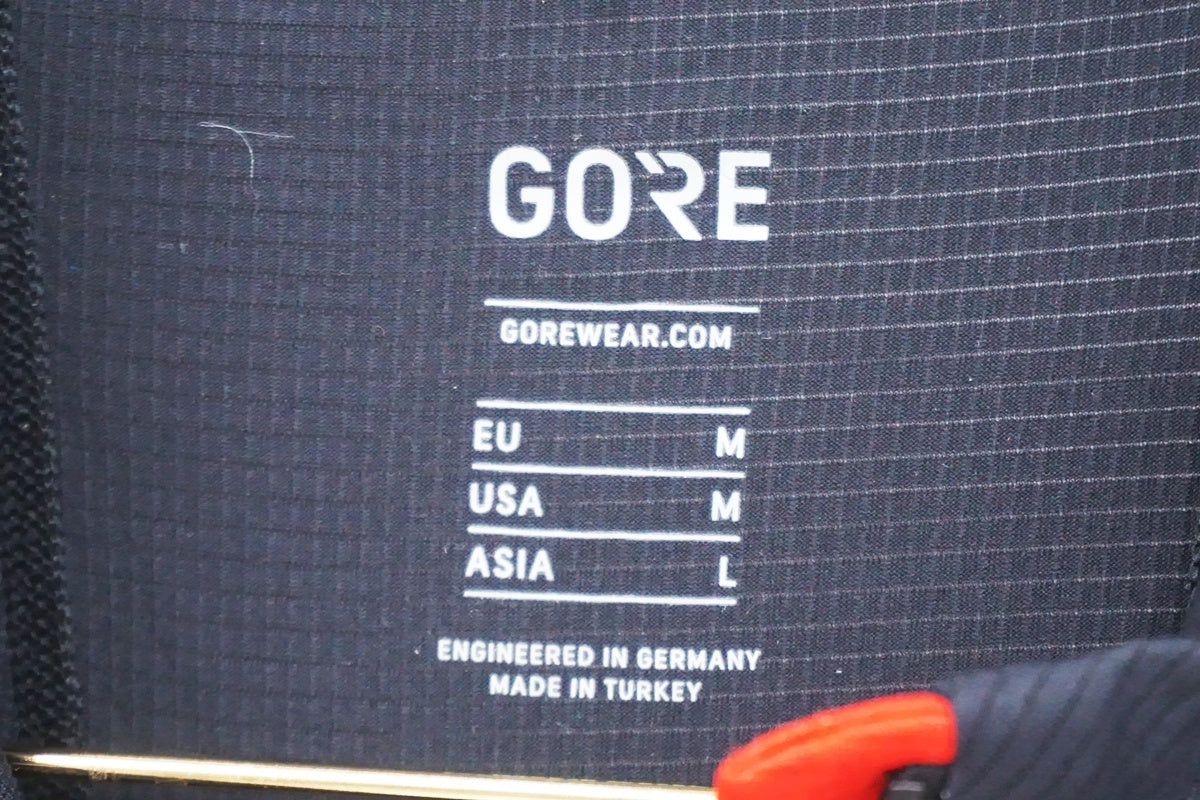 GORE
GOREWEAR.COM
EU M
USA M
ASIA L
ENGINEERED IN GERMANY
MADE IN TURKEY